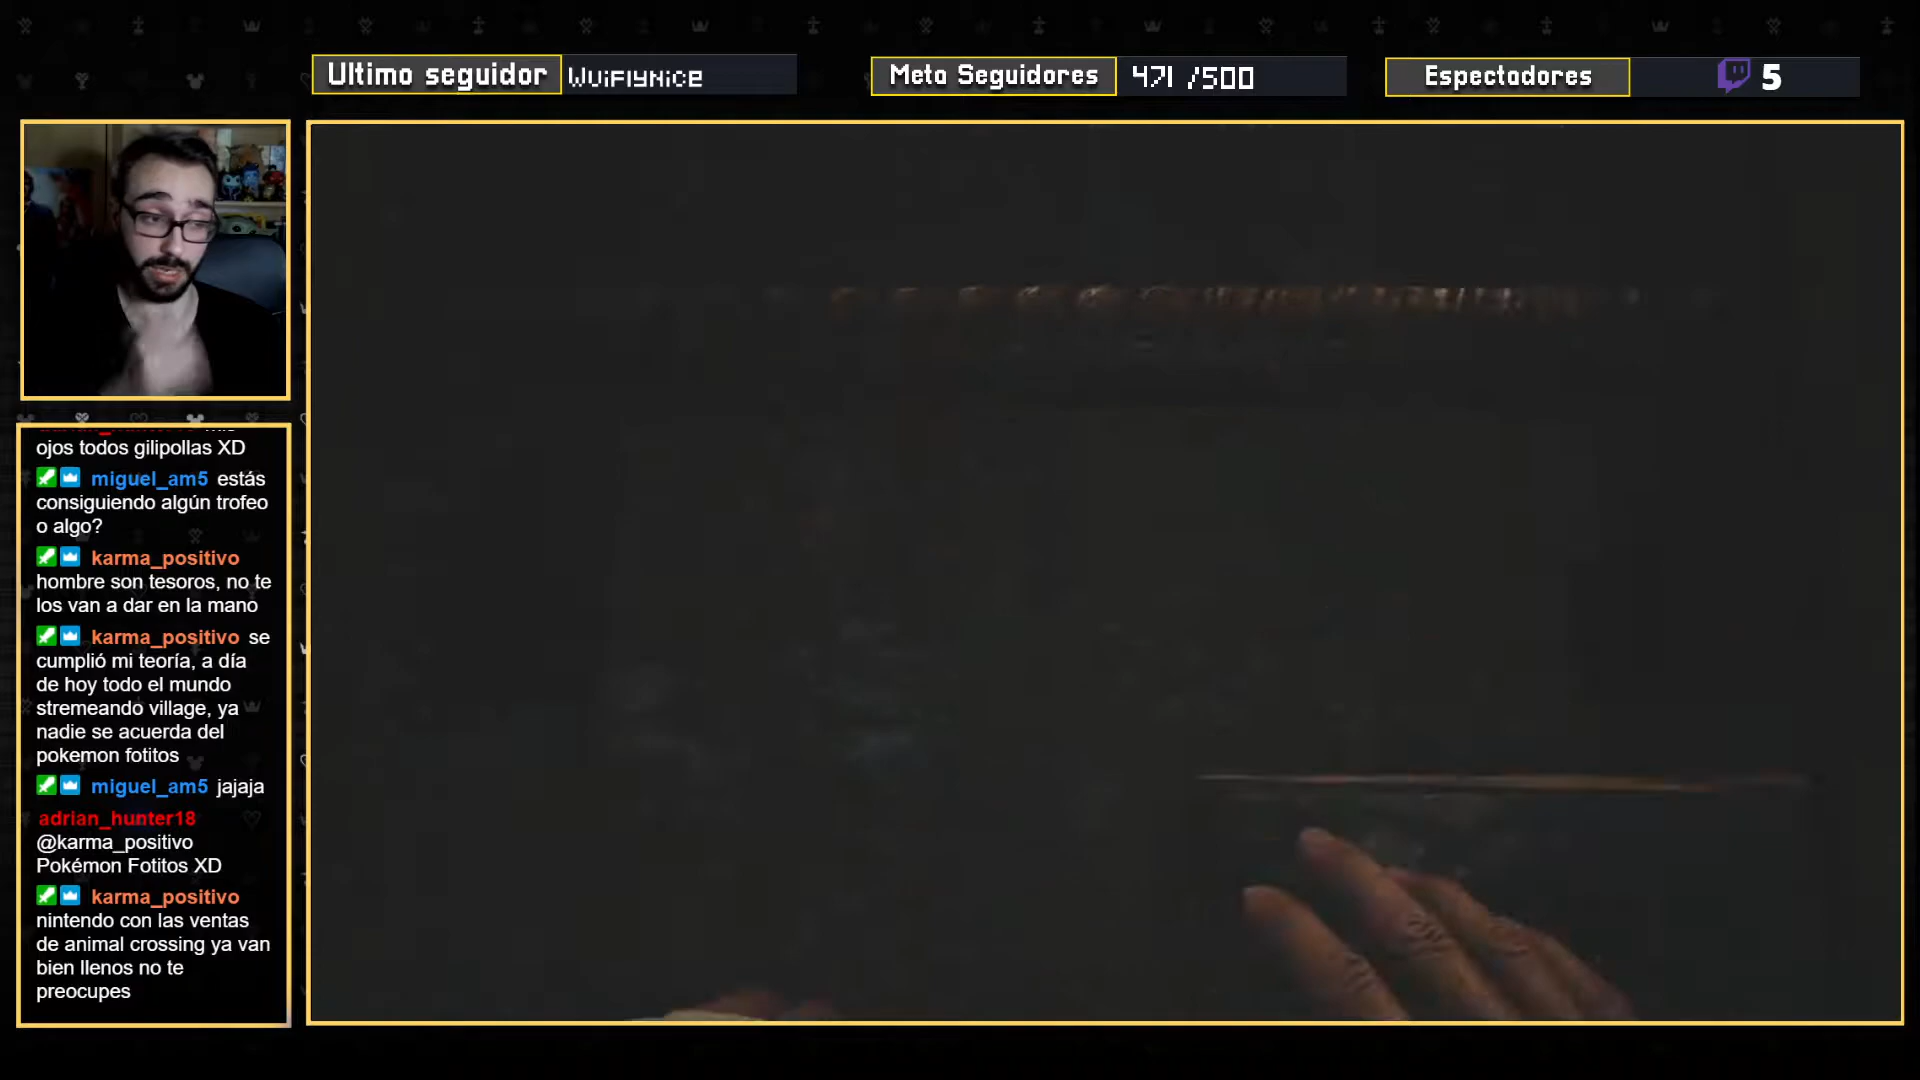 Ultimo seguidor WuiFlyNice
Meta Seguidores 471 /500
Espectadores 5
ojos todos gilipollas XD
miguel_am5 estás
consiguiendo algún trofeo
o algo?
karma_positivo
hombre son tesoros, no te
los van a dar en la mano
karma_positivo se
cumplió mi teoría, a día
de hoy todo el mundo
stremeando village, ya
nadie se acuerda del
pokemon fotitos
miguel_am5 jajaja
adrian_hunter18
@karma_positivo
Pokémon Fotitos XD
karma_positivo
nintendo con las ventas
de animal crossing ya van
bien llenos no te
preocupes